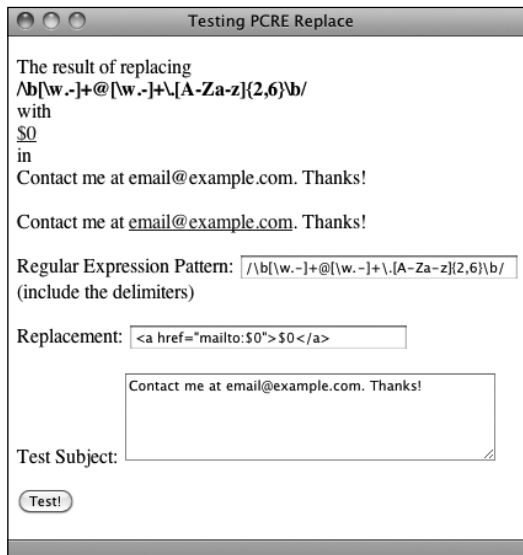 Testing PCRE Replace
The result of replacing
/\b[\w.-]+@[\w.-]+\.[A-Za-z]{2,6}\b/
with
$0
in
Contact me at email@example.com. Thanks!
Contact me at email@example.com. Thanks!
Regular Expression Pattern: /\b[\w.-]+@[\w.-]+\.[A-Za-z]{2,6}\b/
(include the delimiters)
Replacement: <a href="mailto:$0">$0</a>
Contact me at email@example.com. Thanks!
Test Subject:
Test!